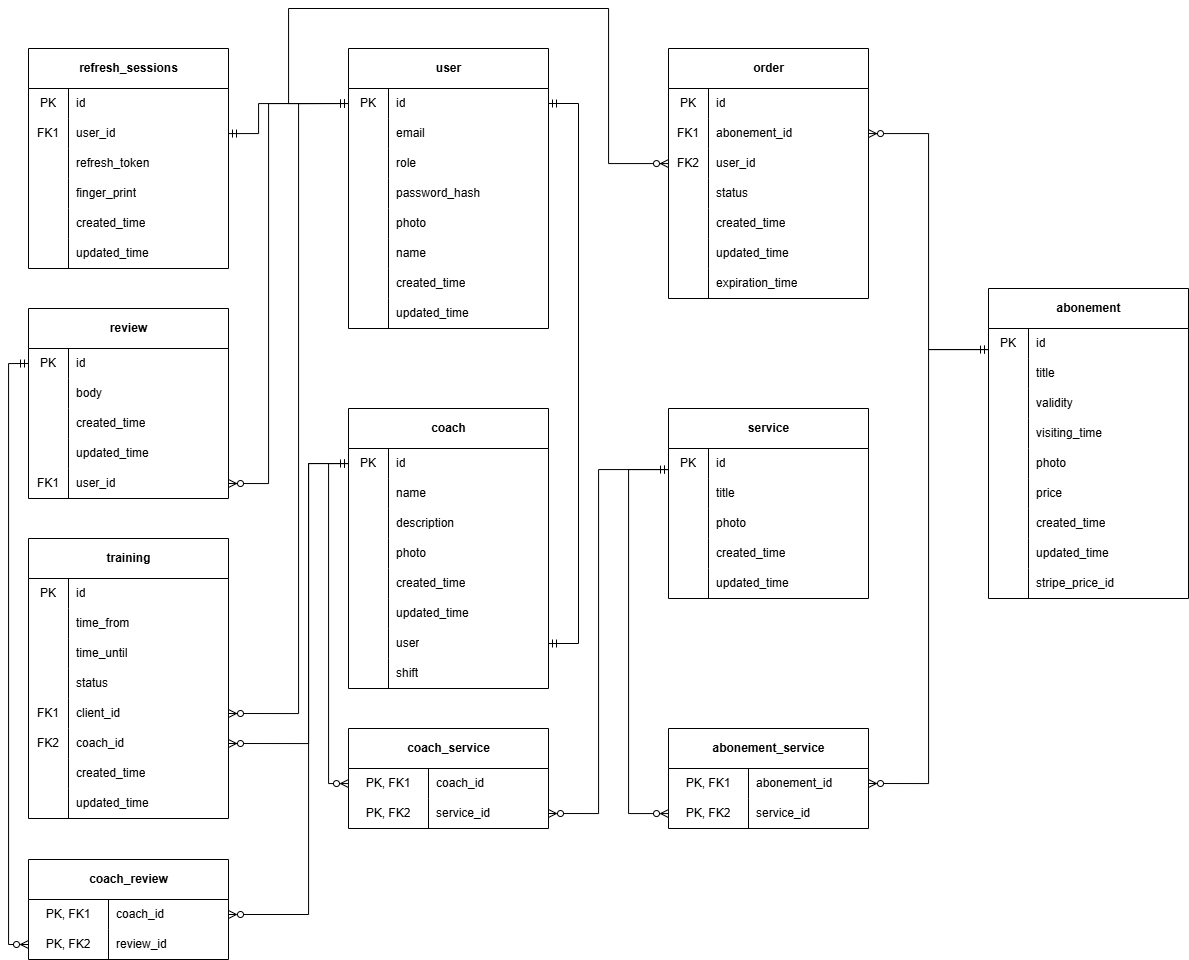 refresh_sessions
PK id
FK1 user_id
refresh_token
finger_print
created_time
updated_time
user
PK id
email
role
password_hash
photo
name
created_time
updated_time
order
PK id
FK1 abonement_id
FK2 user_id
status
created_time
updated_time
expiration_time
abonement
PK id
title
validity
visiting_time
photo
price
created_time
updated_time
stripe_price_id
review
PK id
body
created_time
updated_time
FK1 user_id
coach
PK id
name
description
photo
created_time
updated_time
user
shift
service
PK id
title
photo
created_time
updated_time
training
PK id
time_from
time_until
status
FK1 client_id
FK2 coach_id
created_time
updated_time
coach_service
PK, FK1 coach_id
PK, FK2 service_id
abonement_service
PK, FK1 abonement_id
PK, FK2 service_id
coach_review
PK, FK1 coach_id
PK, FK2 review_id